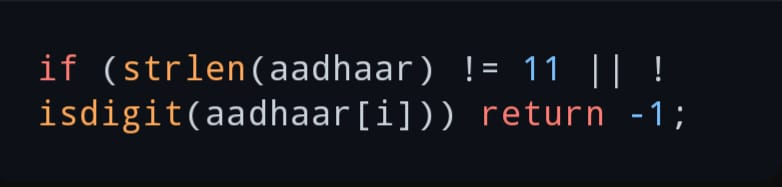 if (strlen(aadhaar) != 11 || !
isdigit(aadhaar[i])) return -1;